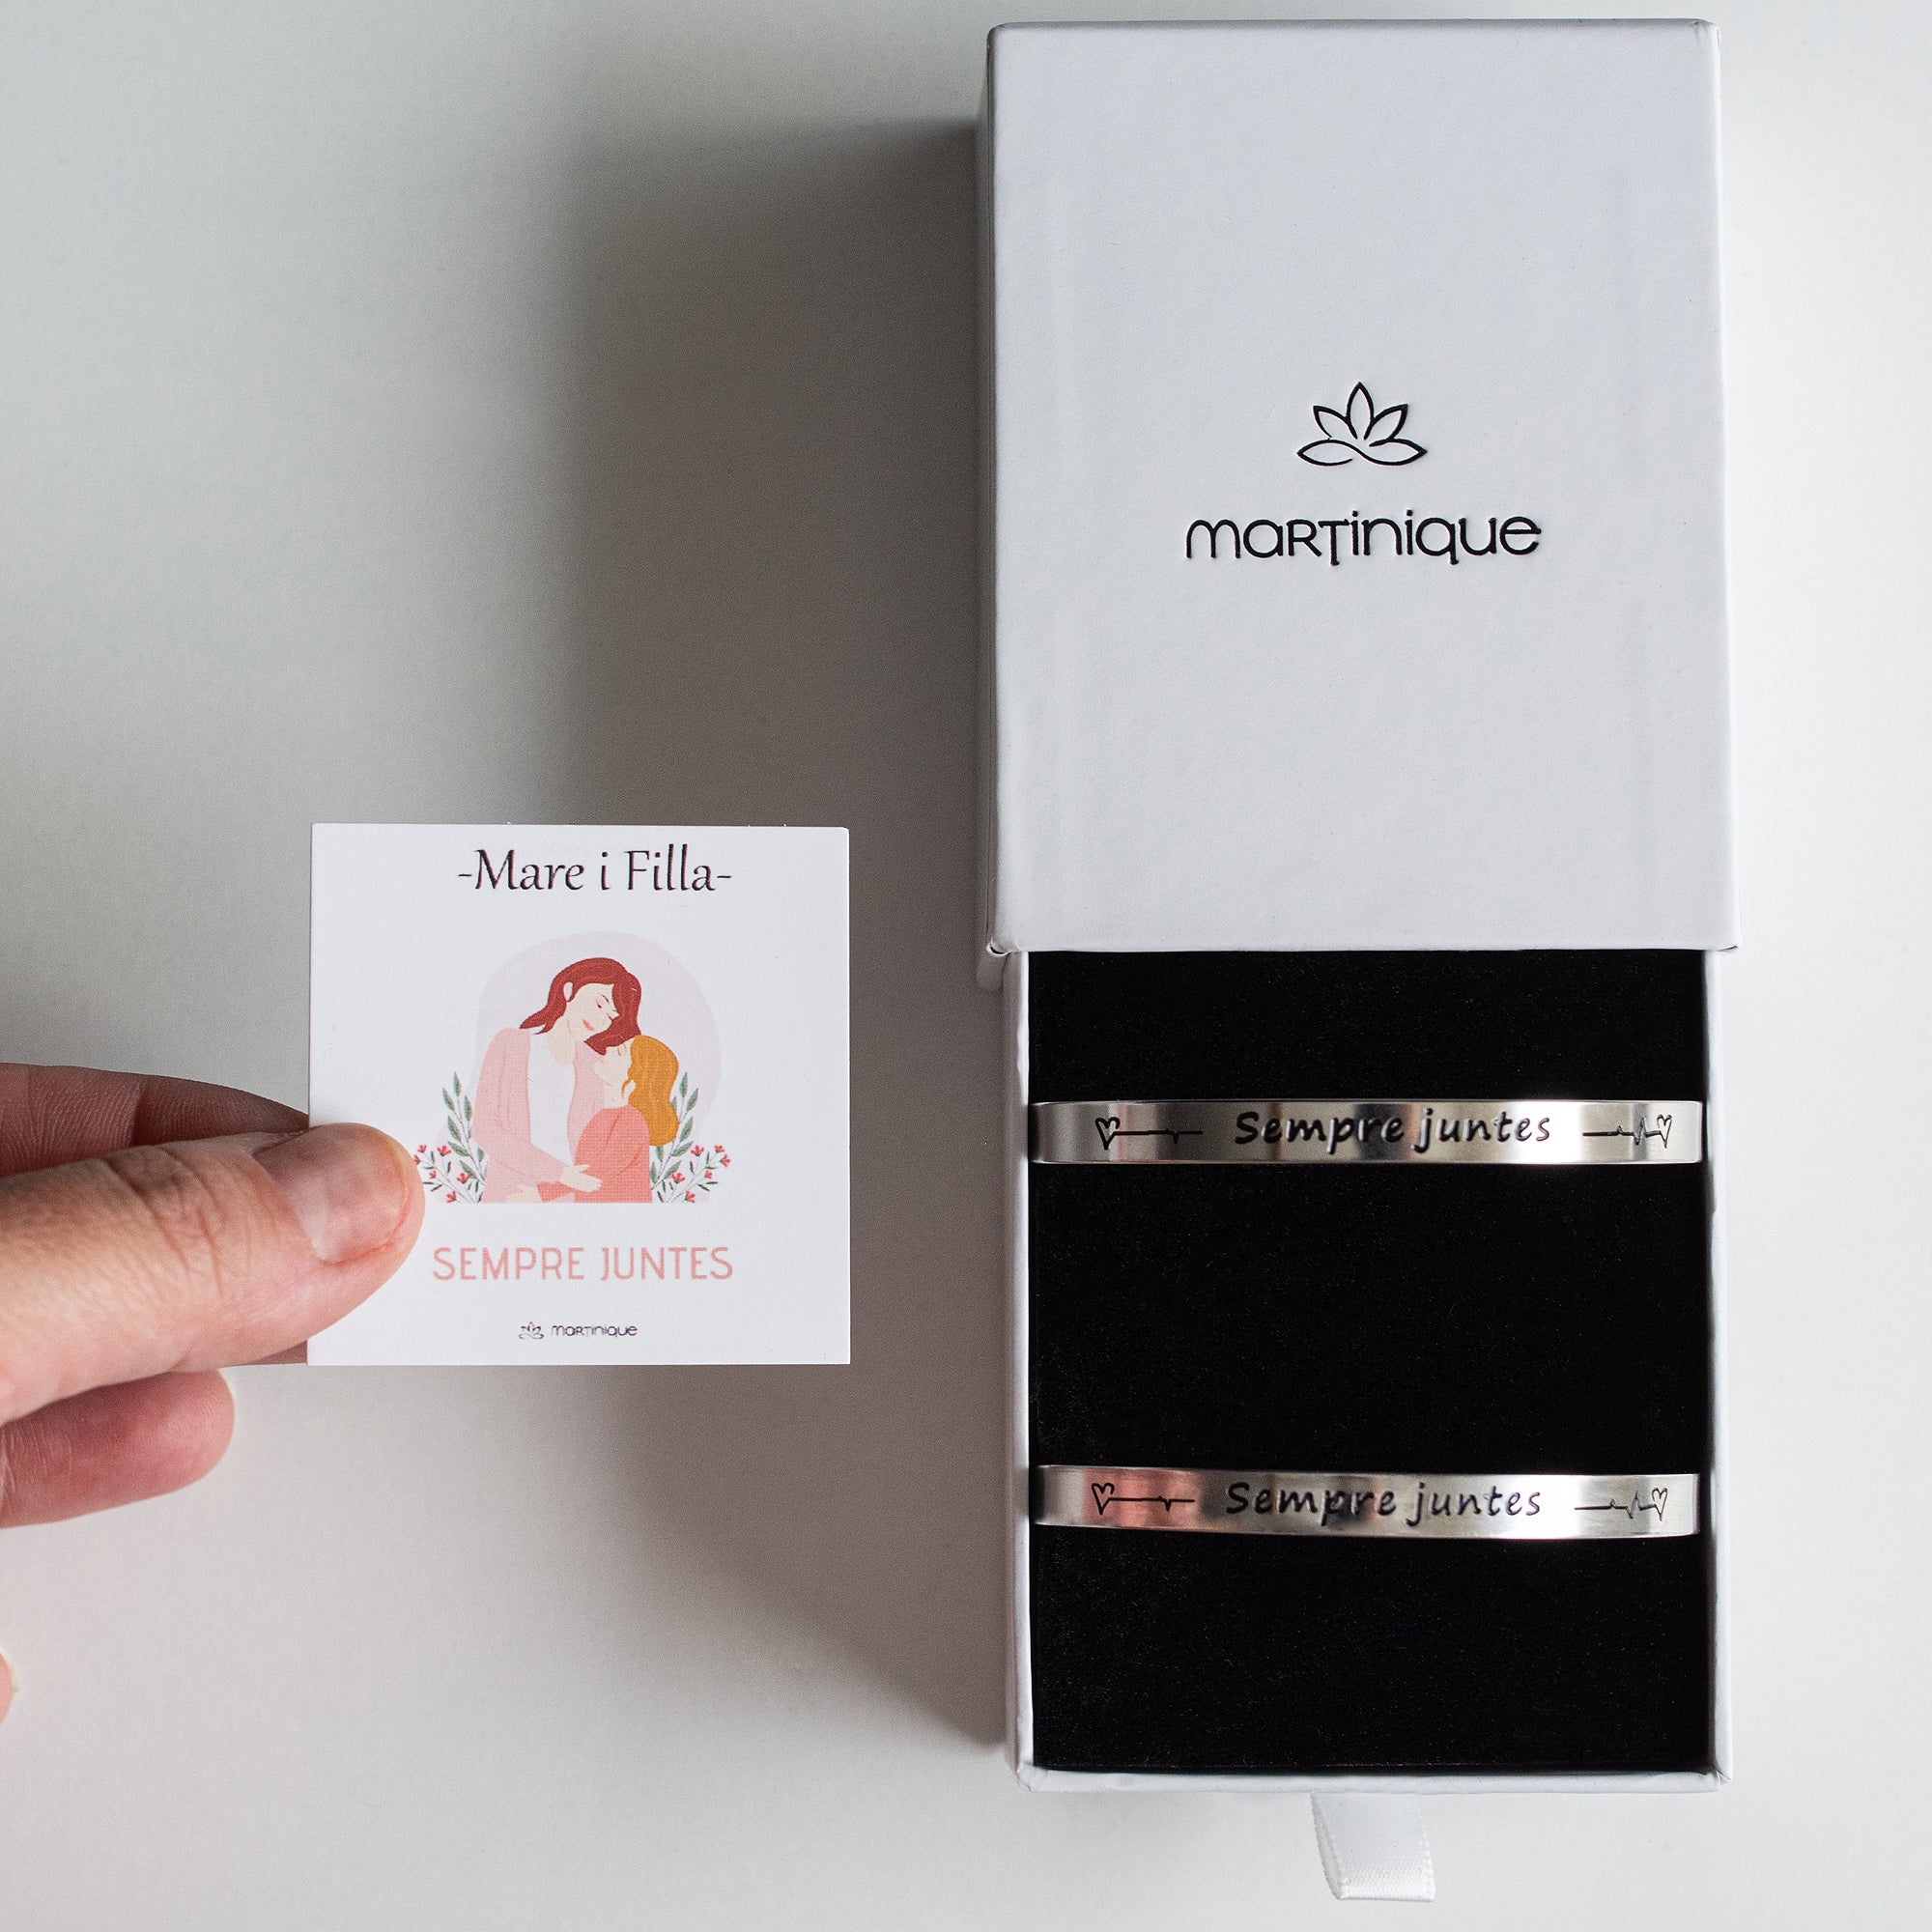 martinique
-Mare i Filla-
SEMPRE JUNTES
martinique
Sempre juntes
Sempre juntes